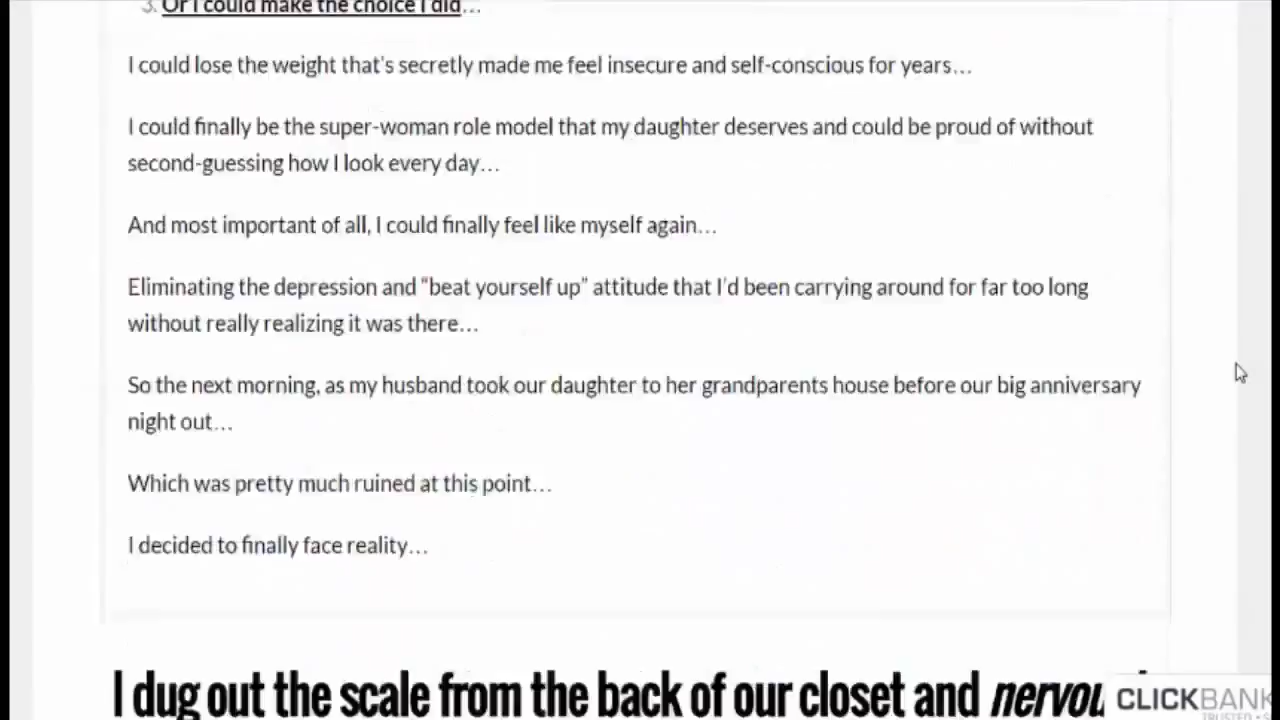 3. Or I could make the choice I did…
I could lose the weight that's secretly made me feel insecure and self-conscious for years…
I could finally be the super-woman role model that my daughter deserves and could be proud of without
second-guessing how I look every day…
And most important of all, I could finally feel like myself again…
Eliminating the depression and “beat yourself up” attitude that I'd been carrying around for far too long
without really realizing it was there…
So the next morning, as my husband took our daughter to her grandparents house before our big anniversary
night out…
Which was pretty much ruined at this point…
I decided to finally face reality…
I dug out the scale from the back of our closet and
CLICKBANK